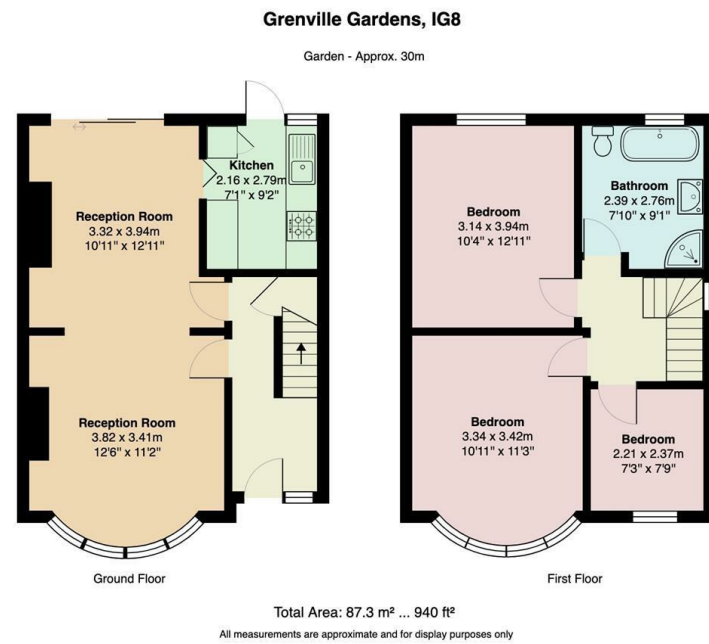 Grenville Gardens, IG8
Garden - Approx. 30m
Kitchen
2.16 x 2.79m
7'1" x 9'2"
Reception Room
3.32 x 3.94m
10'11" x 12'11"
Reception Room
3.82 x 3.41m
12'6" x 11'2"
Ground Floor
Bedroom
3.14 x 3.94m
10'4" x 12'11"
Bathroom
2.39 x 2.76m
7'10" x 9'1"
Bedroom
3.34 x 3.42m
10'11" x 11'3"
Bedroom
2.21 x 2.37m
7'3" x 7'9"
First Floor
Total Area: 87.3 m² ... 940 ft²
All measurements are approximate and for display purposes only